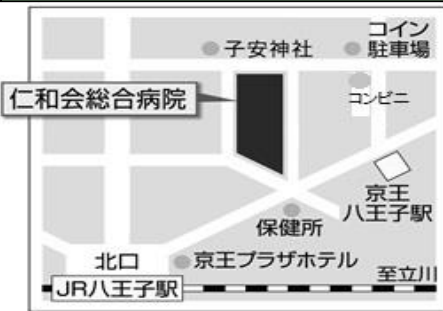 コイン
駐車場
子安神社
仁和会総合病院
コンビニ
京王
八王子駅
保健所
北口
京王プラザホテル
至立川
JR八王子駅